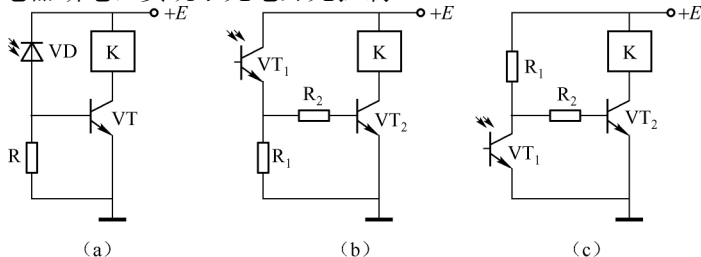 +E +E +E
VD K VT₁ K R₁ K
VT R₂ VT₂ R₂ VT₂
R R₁ VT₁
(a) (b) (c)